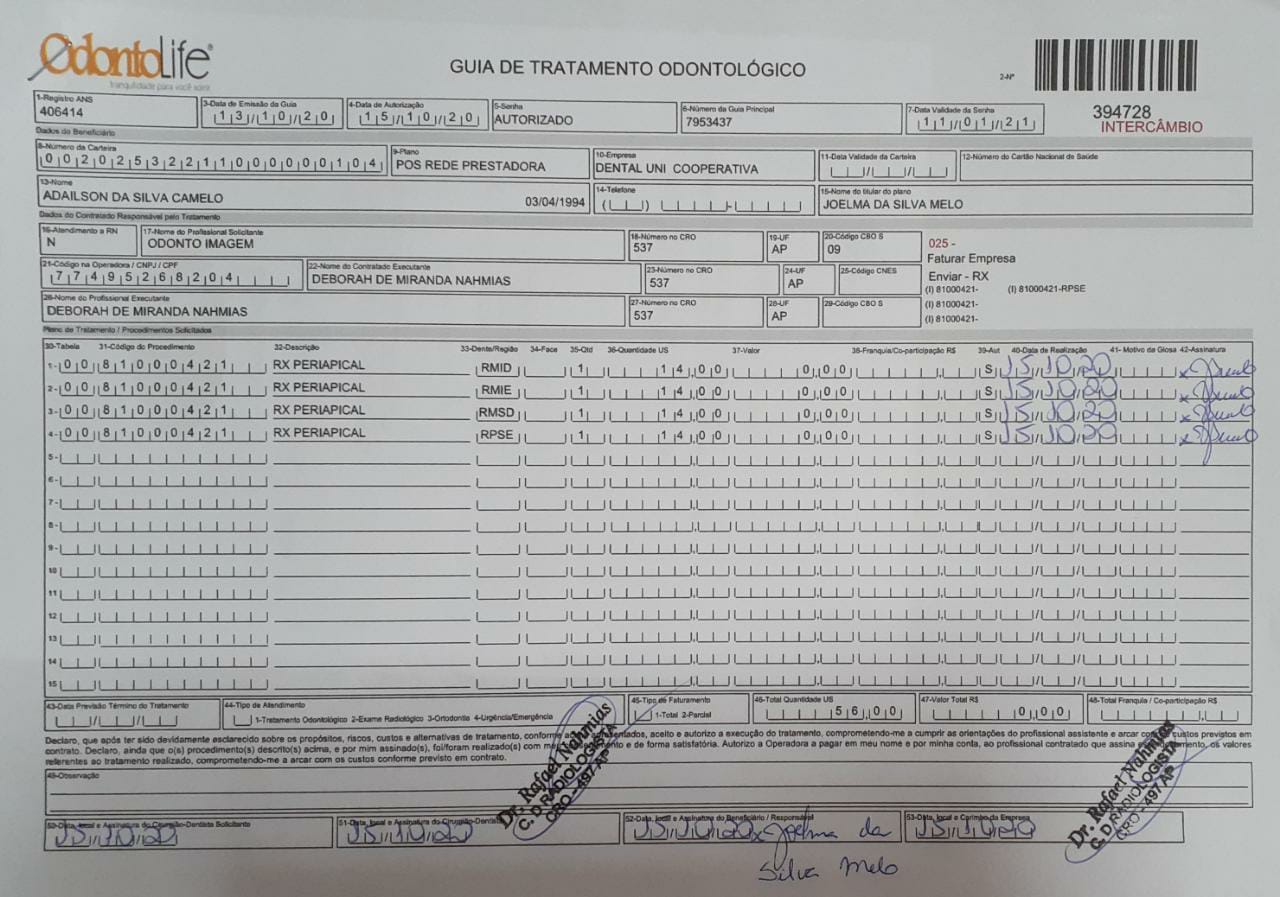 OdontoLife®
tranquilidade para você sorrir
GUIA DE TRATAMENTO ODONTOLÓGICO
2-Nº
394728
INTERCÂMBIO
1-Registro ANS
406414
3-Data de Emissão da Guia
13/10/20
4-Data de Autorização
15/10/20
5-Senha
AUTORIZADO
6-Número da Guia Principal
7953437
7-Data Validade da Senha
11/01/21
Dados do Beneficiário
8-Número da Carteira
00202532211000000104
9-Plano
POS REDE PRESTADORA
10-Empresa
DENTAL UNI COOPERATIVA
11-Data Validade da Carteira
12-Número do Cartão Nacional de Saúde
13-Nome
ADAILSON DA SILVA CAMELO 03/04/1994
14-Telefone
15-Nome do titular do plano
JOELMA DA SILVA MELO
Dados do Contratado Responsável pelo Tratamento
16-Atendimento a RN
N
17-Nome do Profissional Solicitante
ODONTO IMAGEM
18-Número no CRO
537
19-UF
AP
20-Código CBO S
09
025 -
Faturar Empresa
Enviar - RX
(I) 81000421- (I) 81000421-RPSE
(I) 81000421-
(I) 81000421-
21-Código na Operadora / CNPJ / CPF
77495268204
22-Nome do Contratado Executante
DEBORAH DE MIRANDA NAHMIAS
23-Número no CRO
537
24-UF
AP
25-Código CNES
26-Nome do Profissional Executante
DEBORAH DE MIRANDA NAHMIAS
27-Número no CRO
537
28-UF
AP
29-Código CBO S
Plano de Tratamento / Procedimentos Solicitados
30-Tabela 31-Código do Procedimento 32-Descrição 33-Dente/Região 34-Face 35-Qtd 36-Quantidade US 37-Valor 38-Franquia/Co-participação R$ 39-Aut 40-Data de Realização 41- Motivo da Glosa 42-Assinatura
1- 00 81000421 RX PERIAPICAL RMID 1 14,00 0,00 S 15/10/20 x
2- 00 81000421 RX PERIAPICAL RMIE 1 14,00 0,00 S 15/10/20 x
3- 00 81000421 RX PERIAPICAL RMSD 1 14,00 0,00 S 15/10/20 x
4- 00 81000421 RX PERIAPICAL RPSE 1 14,00 0,00 S 15/10/20 x
5-
6-
7-
8-
9-
10
11
12
13
14
15
43-Data Previsão Término do Tratamento
44-Tipo de Atendimento
1-Tratamento Odontológico 2-Exame Radiológico 3-Ortodontia 4-Urgência/Emergência
45-Tipo de Faturamento
1-Total 2-Parcial
46-Total Quantidade US
56,00
47-Valor Total R$
0,00
48-Total Franquia / Co-participação R$
Declaro, que após ter sido devidamente esclarecido sobre os propósitos, riscos, custos e alternativas de tratamento, conforme acima apresentados, aceito e autorizo a execução do tratamento, comprometendo-me a cumprir as orientações do profissional assistente e arcar com os custos previstos em
contrato. Declaro, ainda que o(s) procedimento(s) descrito(s) acima, e por mim assinado(s), foi/foram realizado(s) com meu consentimento e de forma satisfatória. Autorizo a Operadora a pagar em meu nome e por minha conta, ao profissional contratado que assina esse documento, os valores
referentes ao tratamento realizado, comprometendo-me a arcar com os custos conforme previsto em contrato.
49-Observação
Dr. Rafael Nahmias
C. D RADIOLOGISTA
CRO - 497 AP
Dr. Rafael Nahmias
C. D RADIOLOGISTA
CRO - 497 AP
50-Data, local e Assinatura do Cirurgião-Dentista Solicitante
15/10/20
51-Data, local e Assinatura do Cirurgião-Dentista
15/10/20
52-Data, local e Assinatura do Beneficiário / Responsável
15/10/20 x Joelma da
Silva Melo
53-Data, local e Carimbo da Empresa
15/10/20